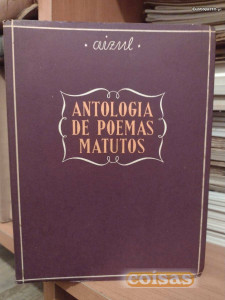 · aizul ·
ANTOLOGIA
DE POEMAS
MATUTOS
coisas